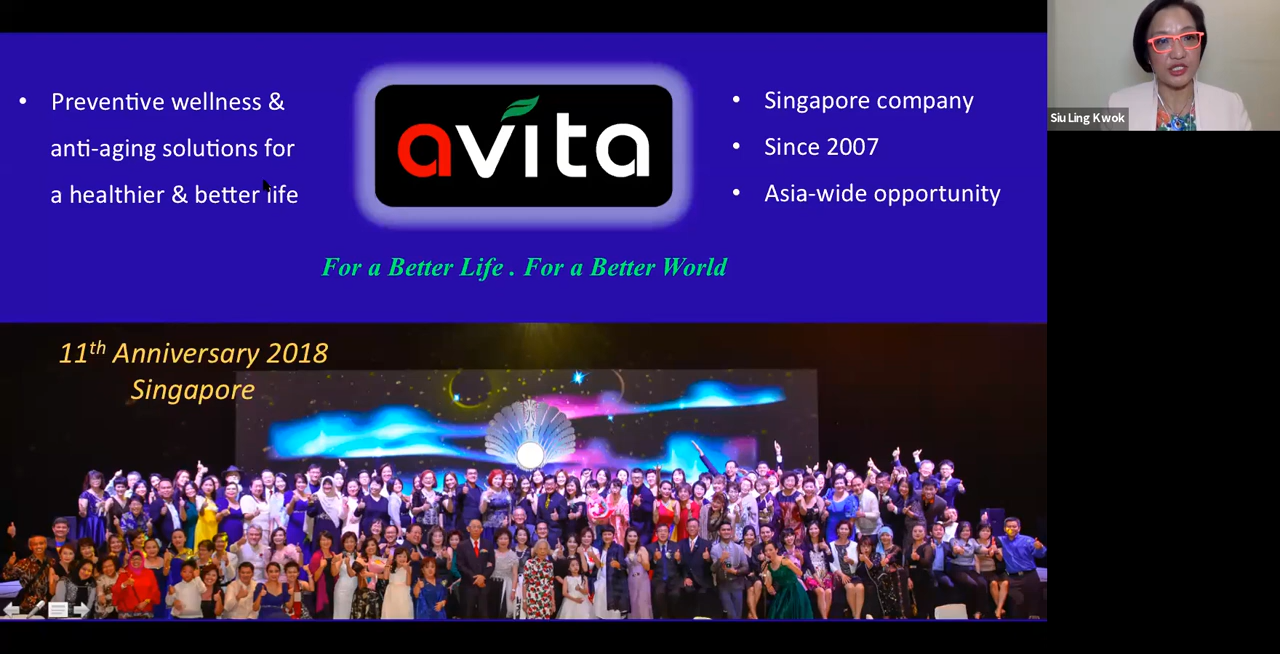 Preventive wellness &
anti-aging solutions for
a healthier & better life
avita
Singapore company
Since 2007
Asia-wide opportunity
For a Better Life . For a Better World
11th Anniversary 2018
Singapore
Siu Ling Kwok